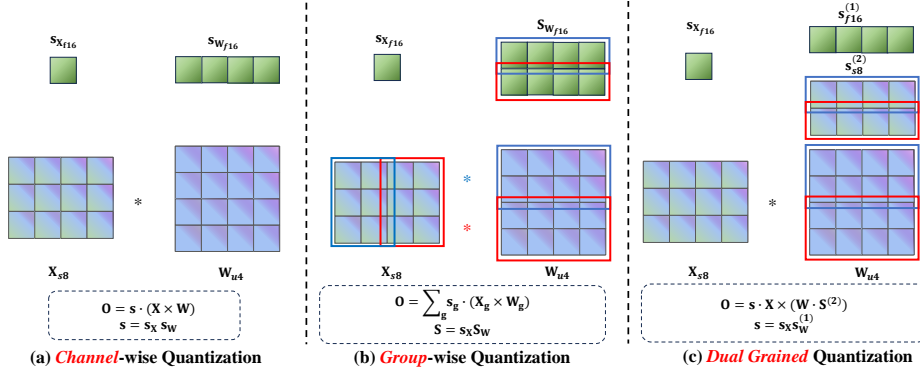 s_{X_{f16}} s_{W_{f16}}
*
X_{s8} W_{u4}
O = s · (X × W)
s = s_X s_W
(a) Channel-wise Quantization
s_{X_{f16}} S_{W_{f16}}
*
*
X_{s8} W_{u4}
O = ∑_g s_g · (X_g × W_g)
S = s_X S_W
(b) Group-wise Quantization
s_{X_{f16}} s_{f16}^{(1)}
s_{s8}^{(2)}
*
X_{s8} W_{u4}
O = s · X × (W · S^{(2)})
s = s_X s_W^{(1)}
(c) Dual Grained Quantization